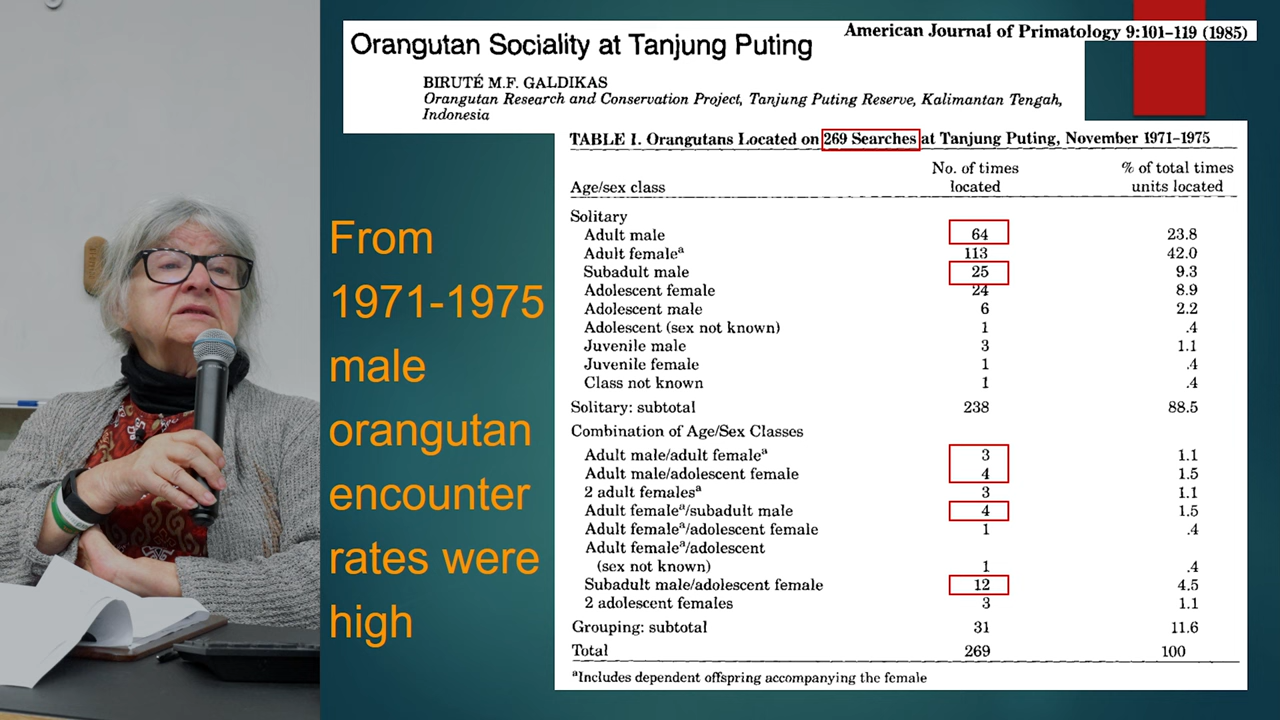 Orangutan Sociality at Tanjung Puting
American Journal of Primatology 9:101–119 (1985)
BIRUTÉ M.F. GALDIKAS
Orangutan Research and Conservation Project, Tanjung Puting Reserve, Kalimantan Tengah,
Indonesia
From
1971-1975
male
orangutan
encounter
rates were
high
TABLE I. Orangutans Located on 269 Searches at Tanjung Puting, November 1971–1975
Age/sex class No. of times located % of total times units located
Solitary
Adult male 64 23.8
Adult femaleᵃ 113 42.0
Subadult male 25 9.3
Adolescent female 24 8.9
Adolescent male 6 2.2
Adolescent (sex not known) 1 .4
Juvenile male 3 1.1
Juvenile female 1 .4
Class not known 1 .4
Solitary: subtotal 238 88.5
Combination of Age/Sex Classes
Adult male/adult femaleᵃ 3 1.1
Adult male/adolescent female 4 1.5
2 adult femalesᵃ 3 1.1
Adult femaleᵃ/subadult male 4 1.5
Adult femaleᵃ/adolescent female 1 .4
Adult femaleᵃ/adolescent
(sex not known) 1 .4
Subadult male/adolescent female 12 4.5
2 adolescent females 3 1.1
Grouping: subtotal 31 11.6
Total 269 100
ᵃIncludes dependent offspring accompanying the female